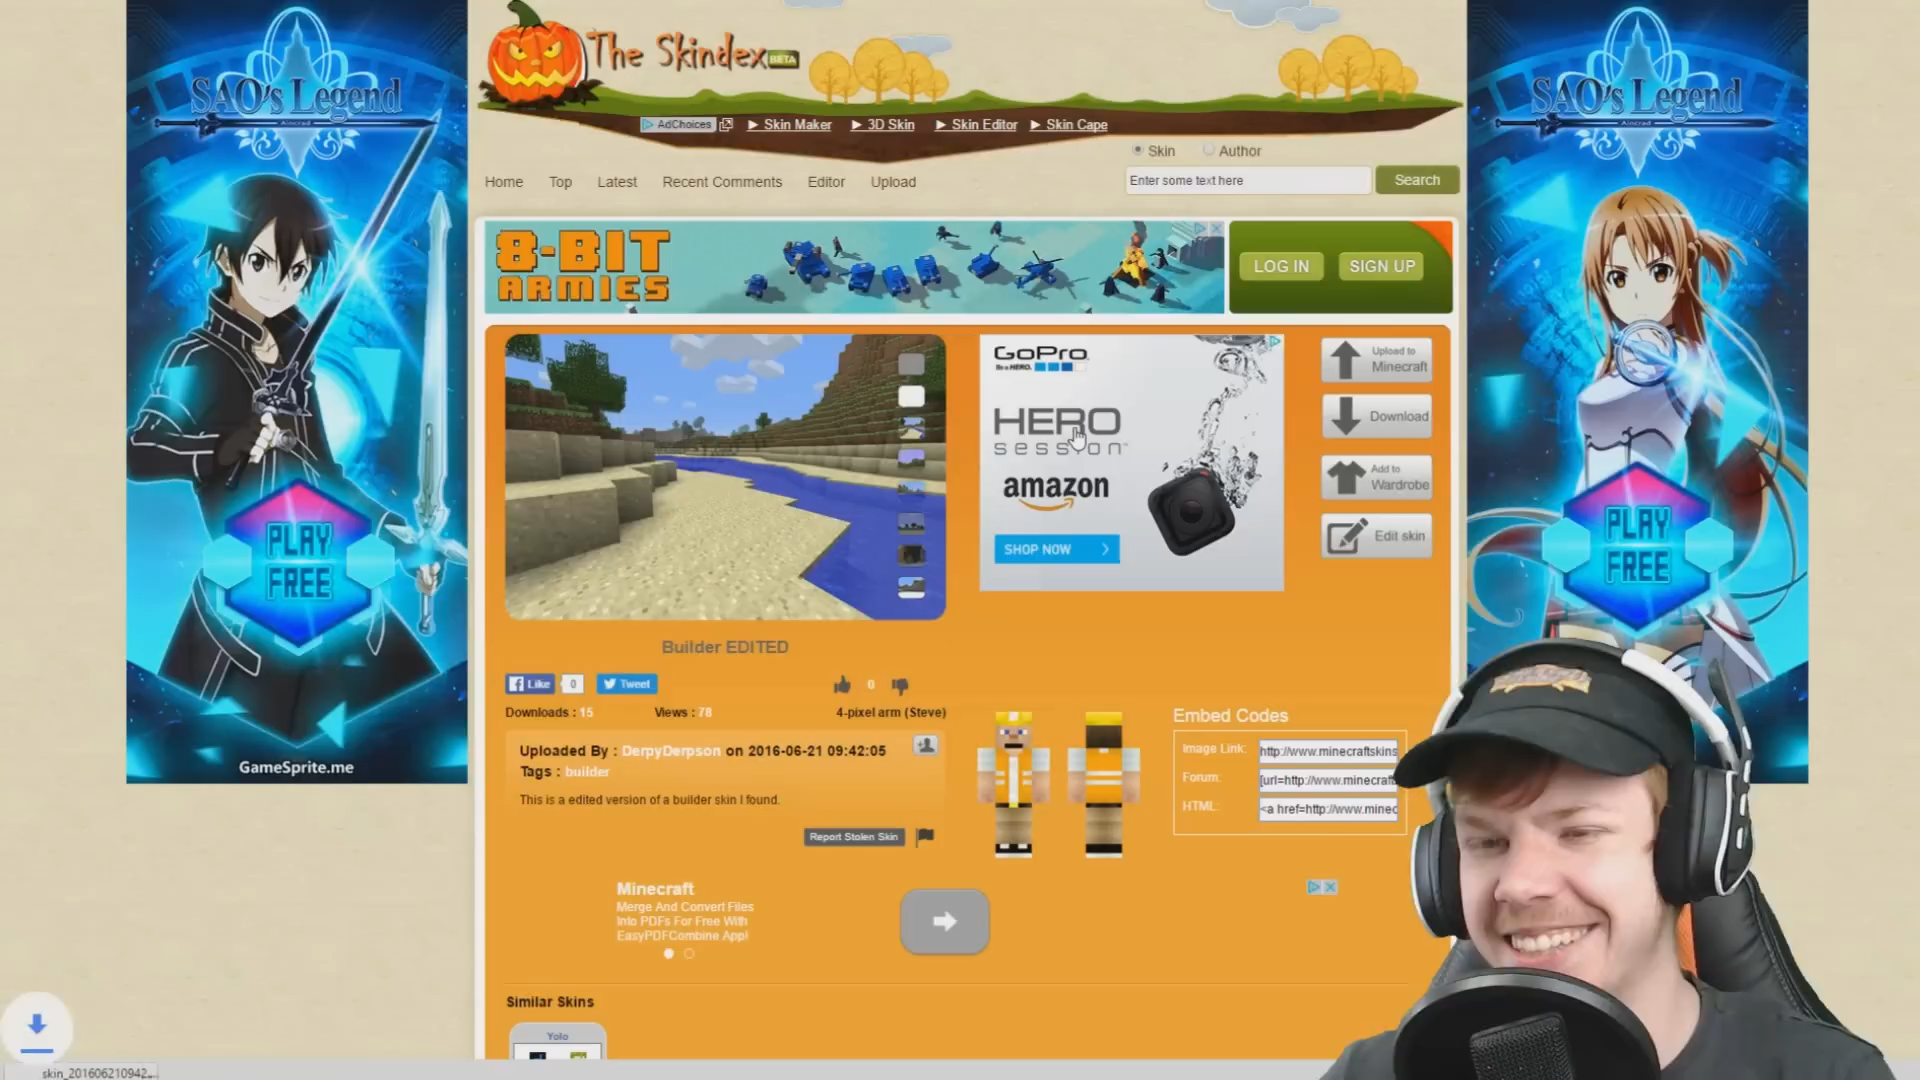 SAO's Legend
Aincrad
PLAY
FREE
GameSprite.me
The Skindex BETA
AdChoices
Skin Maker
3D Skin
Skin Editor
Skin Cape
Skin
Author
Home
Top
Latest
Recent Comments
Editor
Upload
Enter some text here
Search
8-BIT
ARMIES
LOG IN
SIGN UP
GoPro
Be a HERO.
HERO
session
amazon
SHOP NOW
Upload to
Minecraft
Download
Add to
Wardrobe
Edit skin
Builder EDITED
Like
0
Tweet
0
Downloads : 15
Views : 78
4-pixel arm (Steve)
Uploaded By : DerpyDerpson on 2016-06-21 09:42:05
Tags : builder
This is a edited version of a builder skin I found.
Report Stolen Skin
Embed Codes
Image Link:
http://www.minecraftskins
Forum:
[url=http://www.minecraft
HTML:
<a href=http://www.minec
Minecraft
Merge And Convert Files
Into PDFs For Free With
EasyPDFCombine App!
Similar Skins
Yolo
skin_201606210942...
SAO's Legend
Aincrad
PLAY
FREE